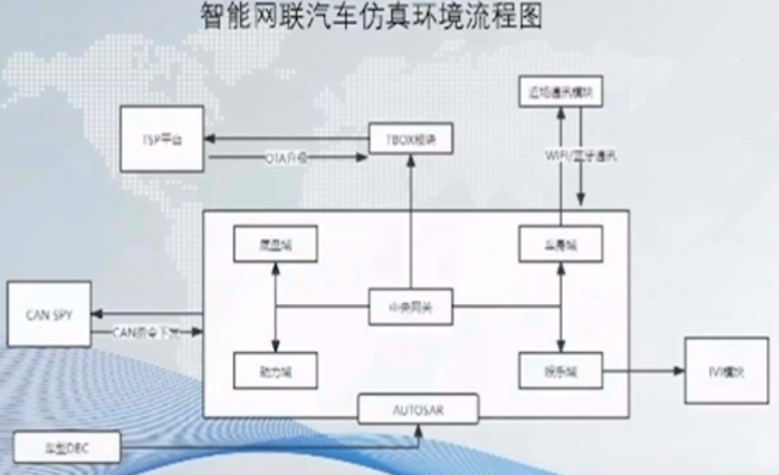 智能网联汽车仿真环境流程图
近场通讯模块
TSP平台
TBOX模块
OTA升级
WIFI/蓝牙通讯
底盘域
车身域
CAN SPY
中央网关
CAN指令下发
动力域
娱乐域
IVI模块
AUTOSAR
车型DBC